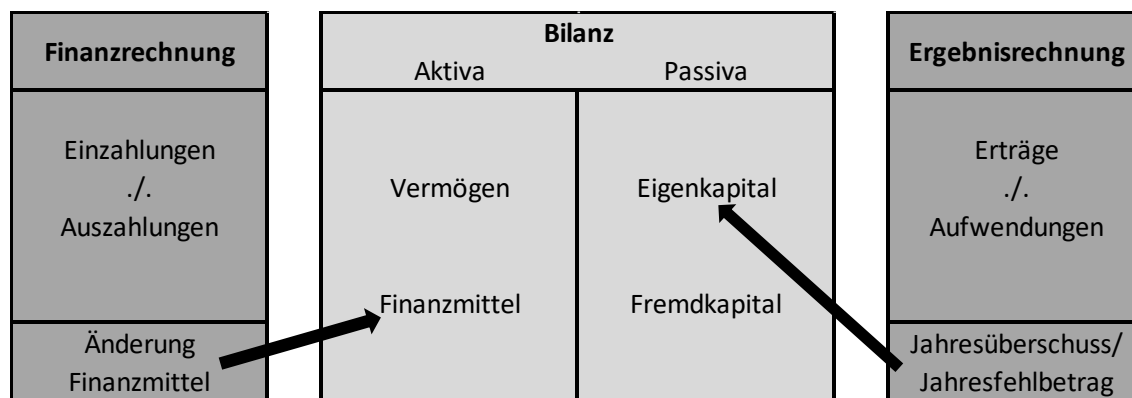 Finanzrechnung
Einzahlungen
./.
Auszahlungen
Änderung
Finanzmittel
Bilanz
Aktiva
Passiva
Vermögen
Finanzmittel
Eigenkapital
Fremdkapital
Ergebnisrechnung
Erträge
./.
Aufwendungen
Jahresüberschuss/
Jahresfehlbetrag